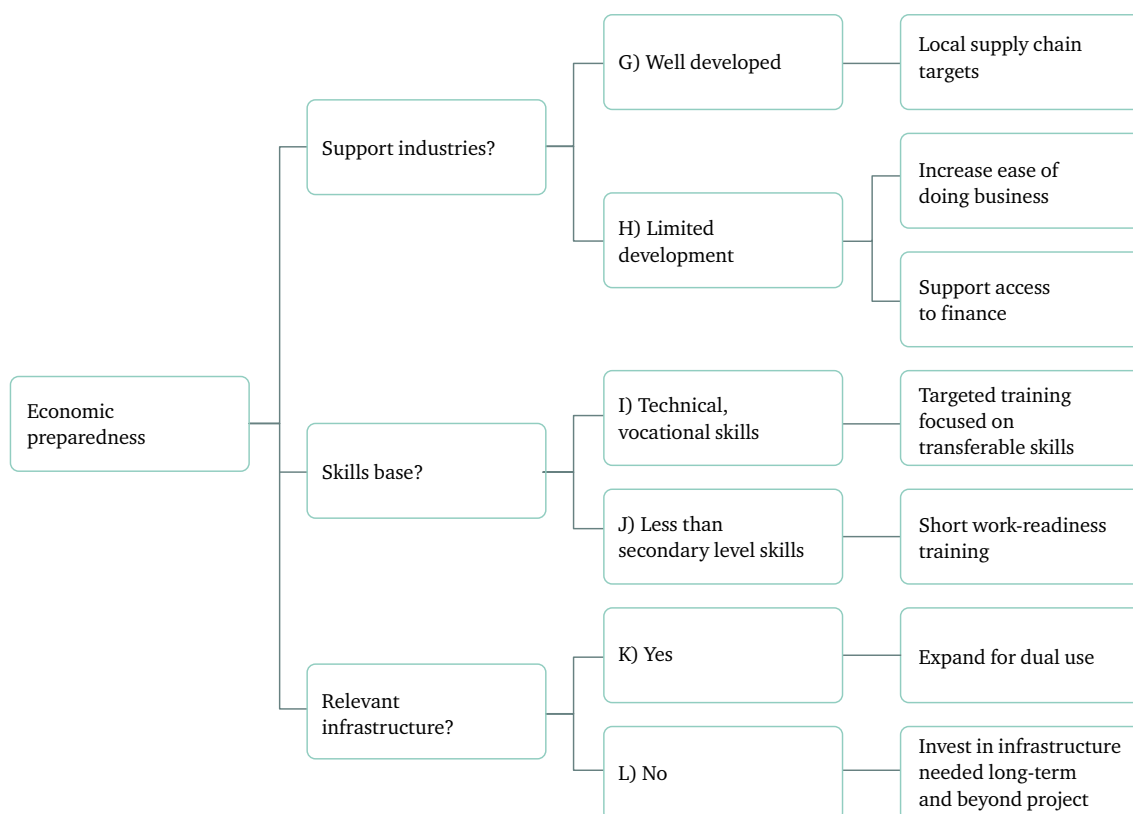 Economic
preparedness
Support industries?
G) Well developed
Local supply chain
targets
H) Limited
development
Increase ease of
doing business
Support access
to finance
Skills base?
I) Technical,
vocational skills
Targeted training
focused on
transferable skills
J) Less than
secondary level skills
Short work-readiness
training
Relevant
infrastructure?
K) Yes
Expand for dual use
L) No
Invest in infrastructure
needed long-term
and beyond project